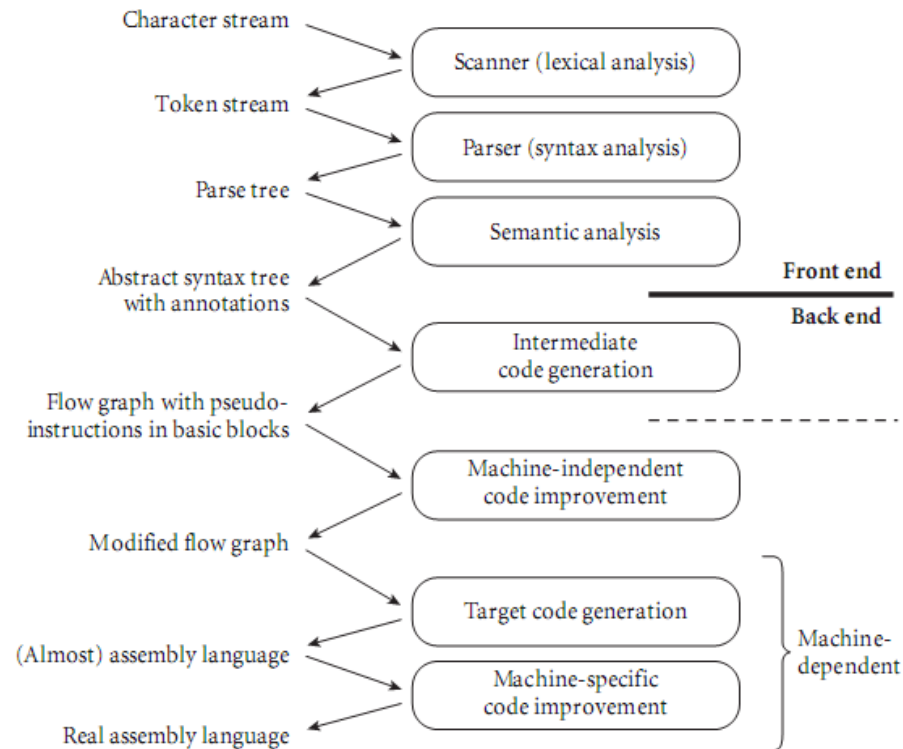 Character stream
Scanner (lexical analysis)
Token stream
Parser (syntax analysis)
Parse tree
Semantic analysis
Abstract syntax tree
with annotations
Front end
Back end
Intermediate
code generation
Flow graph with pseudo-
instructions in basic blocks
Machine-independent
code improvement
Modified flow graph
Target code generation
(Almost) assembly language
Machine-
dependent
Machine-specific
code improvement
Real assembly language